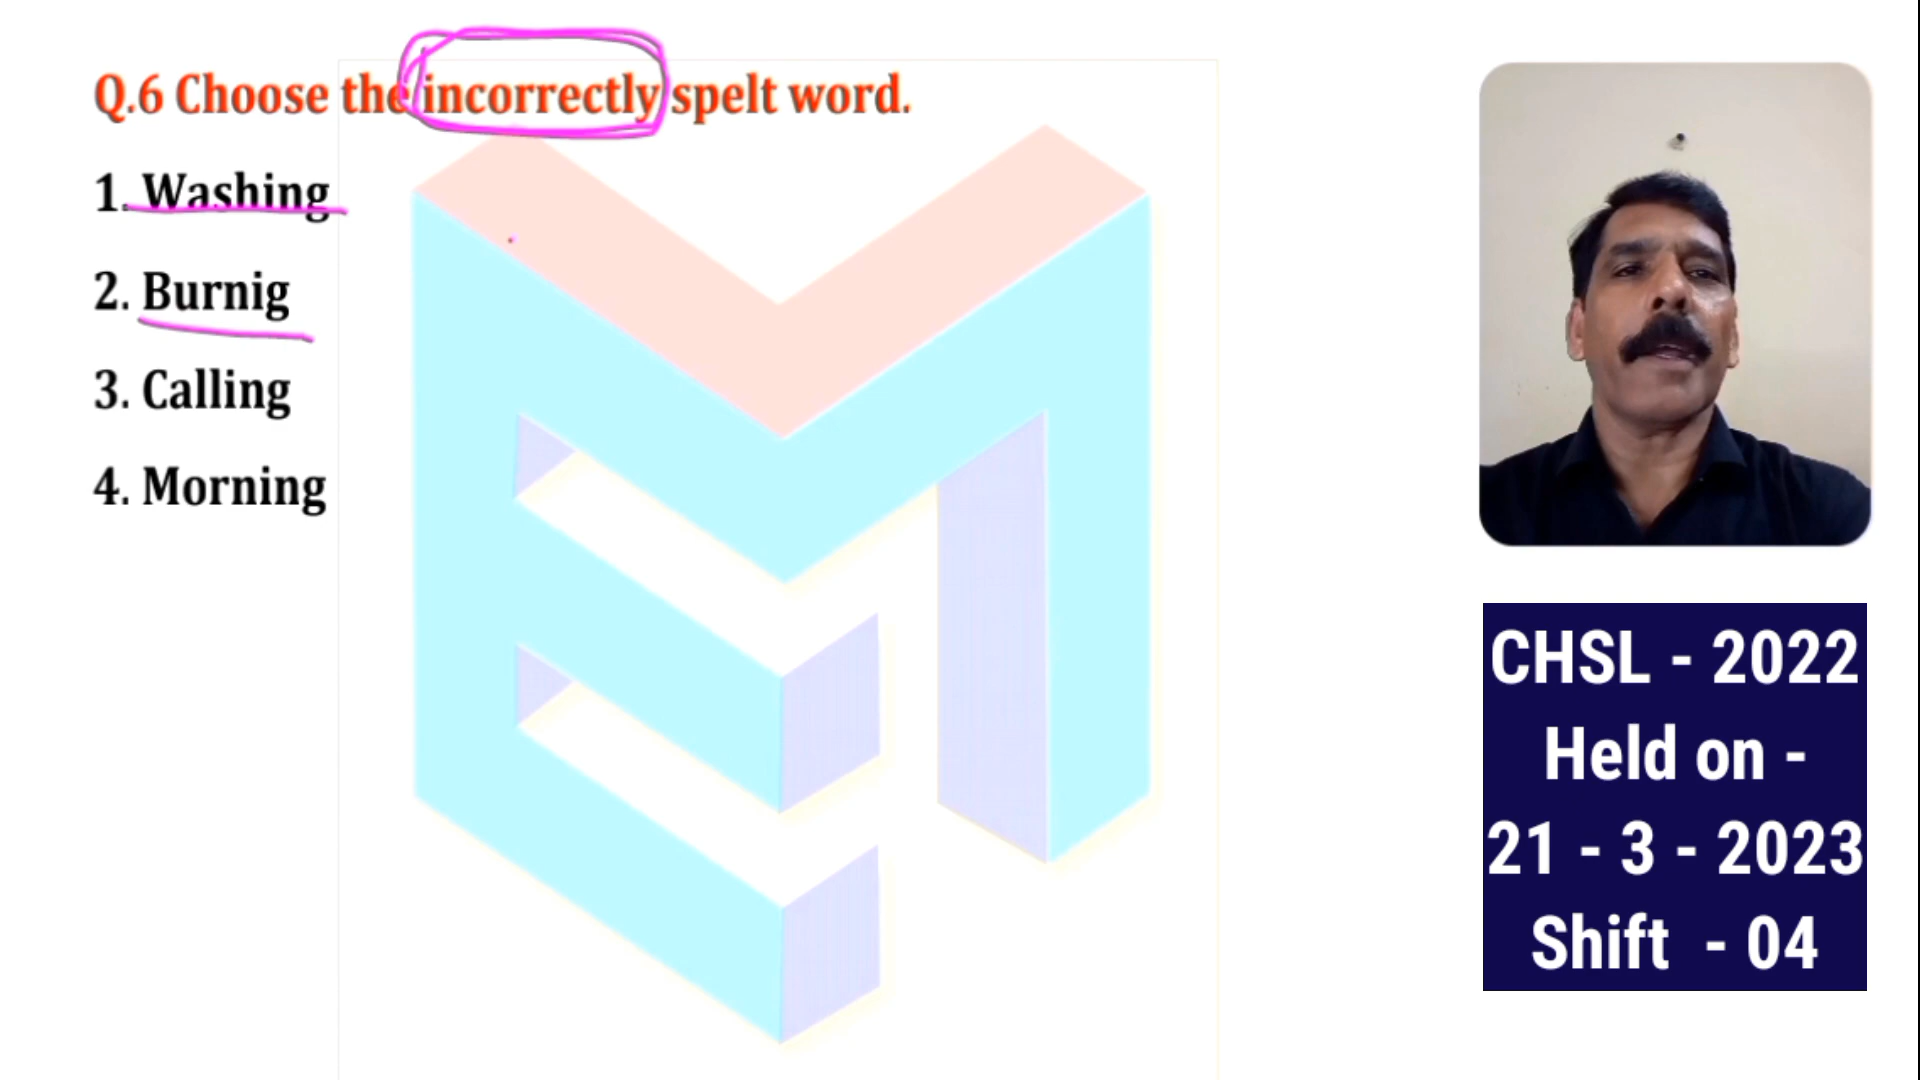 Q.6 Choose the incorrectly spelt word.
1. Washing
2. Burnig
3. Calling
4. Morning
CHSL - 2022
Held on -
21 - 3 - 2023
Shift - 04